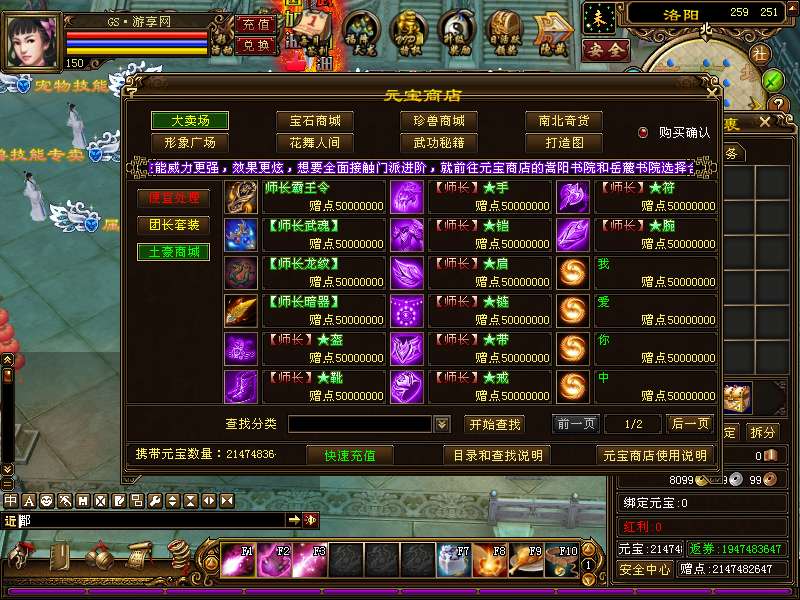 GS·游享网
150
充值
兑换
洛阳 259 251
北
未
安全
社
宠物技能
兽技能专卖
元宝商店
大卖场 宝石商城 珍兽商城 南北奇货
形象广场 花舞人间 武功秘籍 打造图
购买确认
能威力更强，效果更炫，想要全面接触门派进阶，就前往元宝商店的嵩阳书院和岳麓书院选择
便宜处理
团长套装
土豪商城
师长霸王令 【师长】★手 【师长】★符
赠点50000000 赠点50000000 赠点50000000
【师长武魂】 【师长】★铠 【师长】★腕
赠点50000000 赠点50000000 赠点50000000
【师长龙纹】 【师长】★肩 我
赠点50000000 赠点50000000 赠点50000000
【师长暗器】 【师长】★链 爱
赠点50000000 赠点50000000 赠点50000000
【师长】★盔 【师长】★带 你
赠点50000000 赠点50000000 赠点50000000
【师长】★靴 【师长】★戒 中
赠点50000000 赠点50000000 赠点50000000
查找分类 开始查找 前一页 1/2 后一页
携带元宝数量：21474836 快速充值 目录和查找说明 元宝商店使用说明
务
定 拆分
0
8099 99
绑定元宝:0
红利:0
元宝:21474 返券:1947483647
安全中心 赠点:2147482647
中 A
近 鄲
F1 F2 F3 F7 F8 F9 F10
1